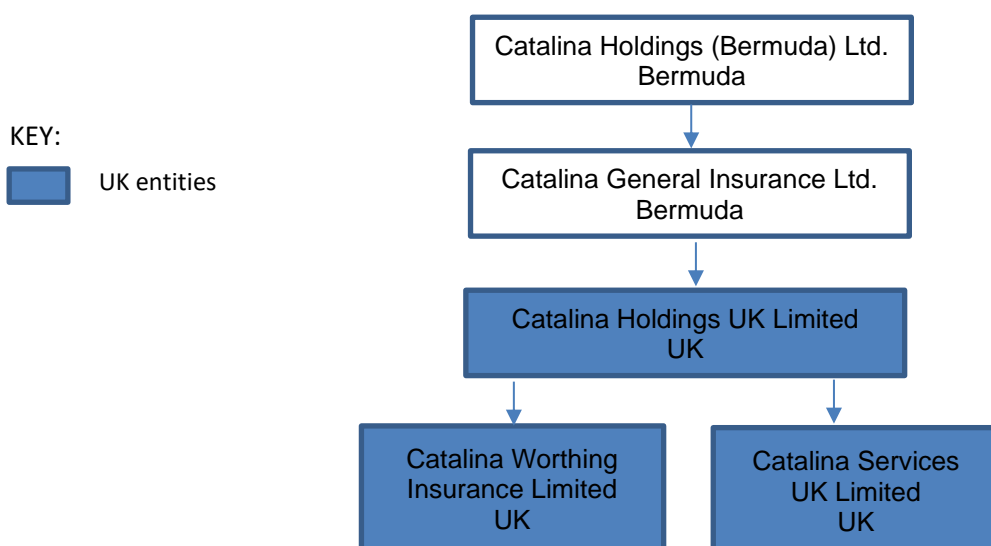 Catalina Holdings (Bermuda) Ltd.
Bermuda
KEY:
UK entities
Catalina General Insurance Ltd.
Bermuda
Catalina Holdings UK Limited
UK
Catalina Worthing
Insurance Limited
UK
Catalina Services
UK Limited
UK